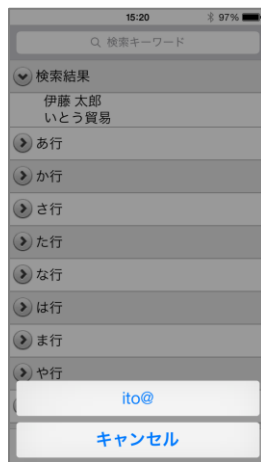 15:20 97%
検索キーワード
検索結果
伊藤 太郎
いとう貿易
あ行
か行
さ行
た行
な行
は行
ま行
や行
ito@
キャンセル